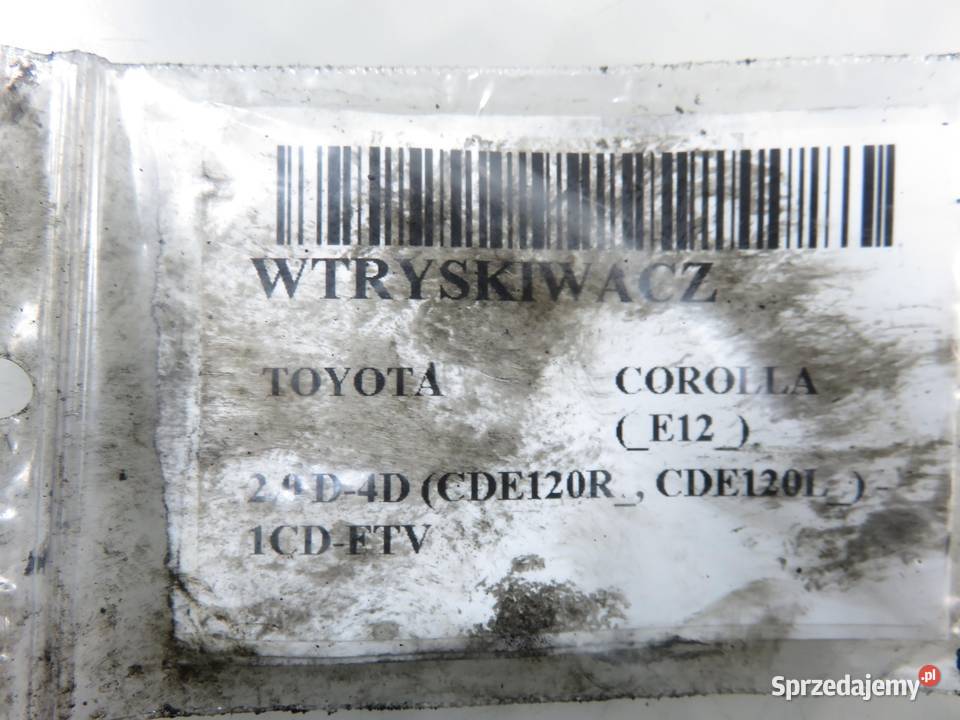 WTRYSKIWACZ
TOYOTA COROLLA
(_E12_)
2.0 D-4D (CDE120R_, CDE120L_) -
1CD-FTV
Sprzedajemy.pl